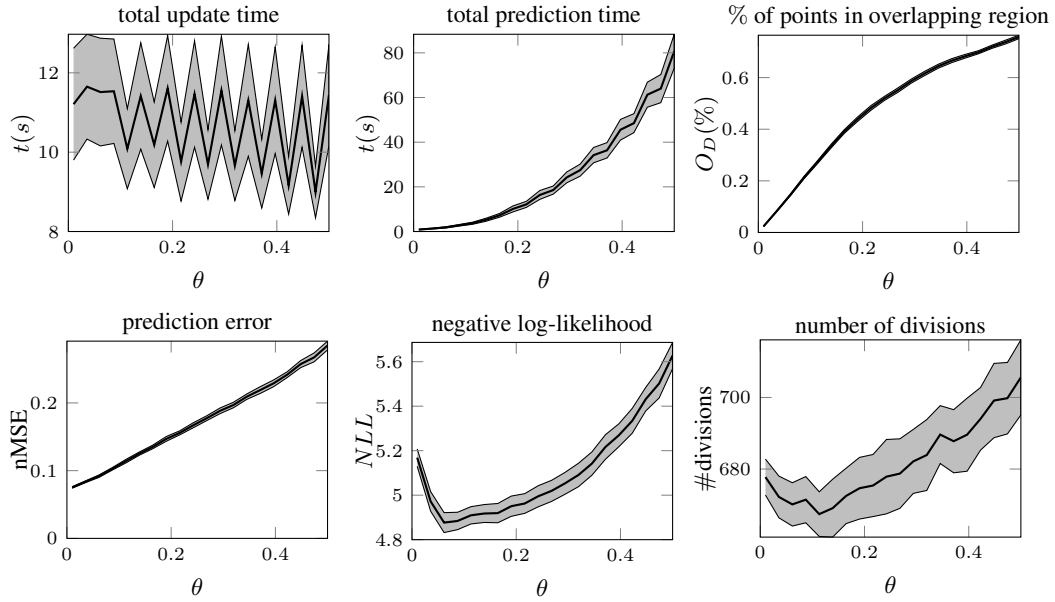 total update time
12
10
8
t(s)
0
0.2
0.4
θ
total prediction time
80
60
40
20
0
t(s)
0
0.2
0.4
θ
% of points in overlapping region
0.6
0.4
0.2
0
O_D(%)
0
0.2
0.4
θ
prediction error
0.2
0.1
0
nMSE
0
0.2
0.4
θ
negative log-likelihood
5.6
5.4
5.2
5
4.8
NLL
0
0.2
0.4
θ
number of divisions
700
680
#divisions
0
0.2
0.4
θ